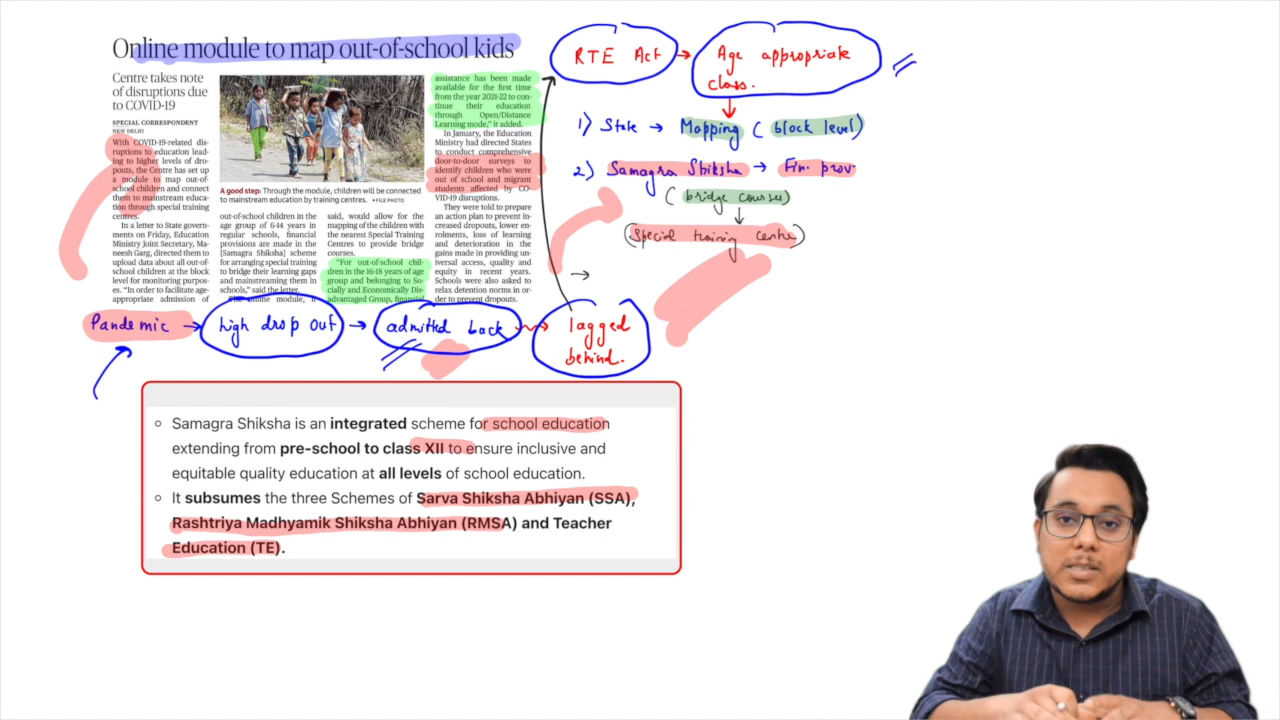 Online module to map out-of-school kids
Centre takes note
of disruptions due
to COVID-19
SPECIAL CORRESPONDENT
NEW DELHI
With COVID-19-related dis-
ruptions to education lead-
ing to higher levels of dro-
pouts, the Centre has set up
a module to map out-of-
school children and connect
them to mainstream educa-
tion through special training
centres.
In a letter to State govern-
ments on Friday, Education
Ministry Joint Secretary, Ma-
neesh Garg, directed them to
upload data about all out-of-
school children at the block
level for monitoring purpos-
es. “In order to facilitate age-
appropriate admission of
A good step: Through the module, children will be connected
to mainstream education by training centres. • FILE PHOTO
out-of-school children in the
age group of 6-14 years in
regular schools, financial
provisions are made in the
[Samagra Shiksha] scheme
for arranging special training
to bridge their learning gaps
and mainstreaming them in
schools,” said the letter.
The online module, it
said, would allow for the
mapping of the children with
the nearest Special Training
Centres to provide bridge
courses.
“For out-of-school chil-
dren in the 16-18 years of age
group and belonging to So-
cially and Economically Dis-
advantaged Group, financial
assistance has been made
available for the first time
from the year 2021-22 to con-
tinue their education
through Open/Distance
Learning mode,” it added.
In January, the Education
Ministry had directed States
to conduct comprehensive
door-to-door surveys to
identify children who were
out of school and migrant
students affected by CO-
VID-19 disruptions.
They were told to prepare
an action plan to prevent in-
creased dropouts, lower en-
rolments, loss of learning
and deterioration in the
gains made in providing un-
iversal access, quality and
equity in recent years.
Schools were also asked to
relax detention norms in or-
der to prevent dropouts.
RTE Act → Age appropriate
class.
1) State → Mapping (block level)
2) Samagra Shiksha → Fin. prov.
(bridge courses)
(Special training centre)
Pandemic → high drop out → admitted back → lagged
behind.
Samagra Shiksha is an integrated scheme for school education
extending from pre-school to class XII to ensure inclusive and
equitable quality education at all levels of school education.
It subsumes the three Schemes of Sarva Shiksha Abhiyan (SSA),
Rashtriya Madhyamik Shiksha Abhiyan (RMSA) and Teacher
Education (TE).